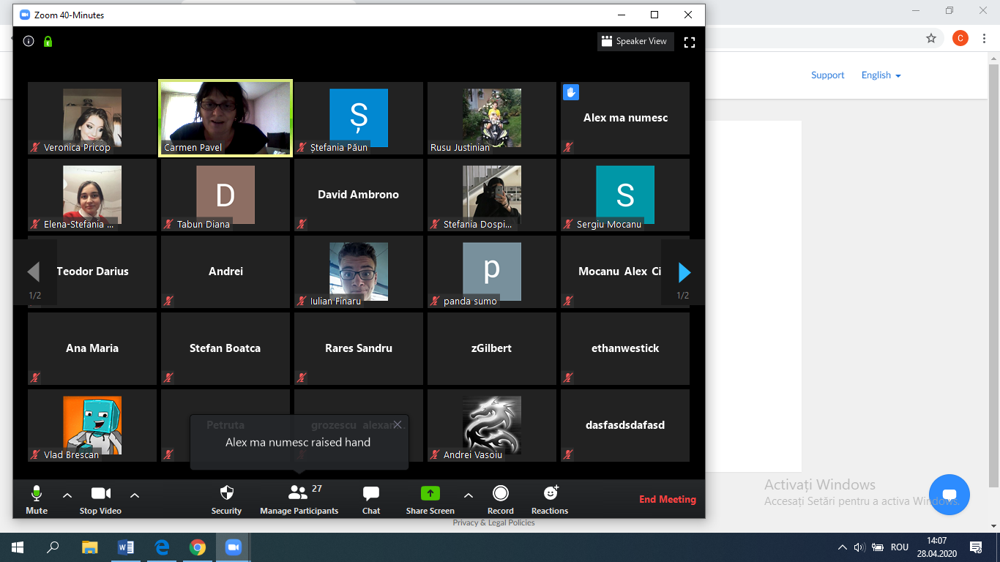 Zoom 40-Minutes
E
Speaker View
Support
English
Veronica Pricop
Carmen Pavel
Ș
Ștefania Păun
Rusu Justinian
Alex ma numesc
Elena-Stefania ...
D
Tabun Diana
David Ambrono
Stefania Dospi...
S
Sergiu Mocanu
1/2
Teodor Darius
Andrei
Iulian Finaru
p
panda sumo
Mocanu Alex Ci
1/2
Ana Maria
Stefan Boatca
Rares Sandru
zGilbert
ethanwestick
Vlad Brescan
Petruta
grozescu alexan...
Andrei Vasoiu
dasfasdsdafasd
Alex ma numesc raised hand
Mute
Stop Video
Security
27
Manage Participants
Chat
Share Screen
Record
Reactions
End Meeting
C
Activați Windows
Accesați Setări pentru a activa Windows.
Privacy & Legal Policies
ROU
14:07
28.04.2020